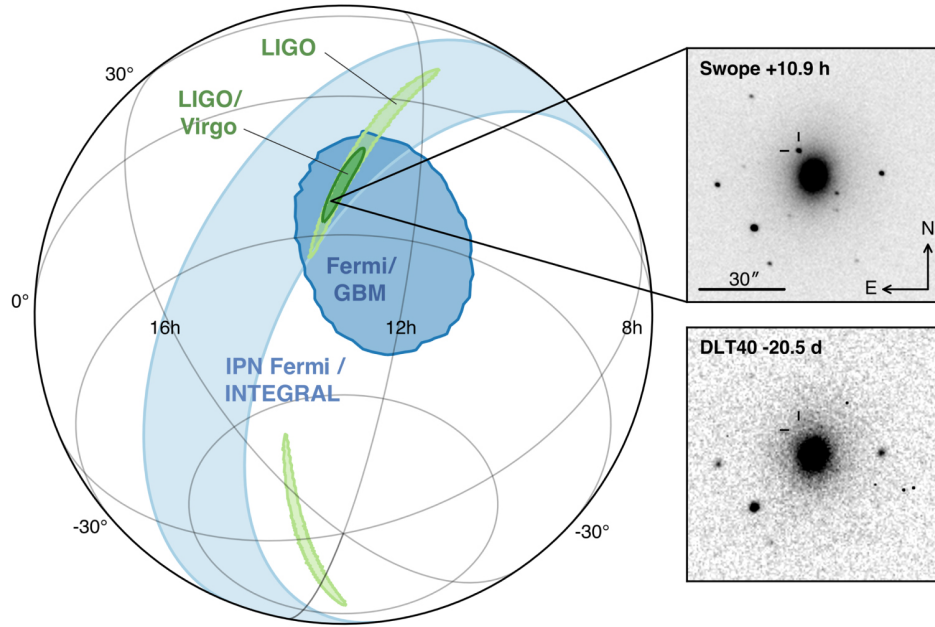 LIGO
30°
LIGO/
Virgo
0°
16h
Fermi/
GBM
12h
8h
IPN Fermi /
INTEGRAL
-30°
-30°
Swope +10.9 h
N
30″
E
DLT40 -20.5 d